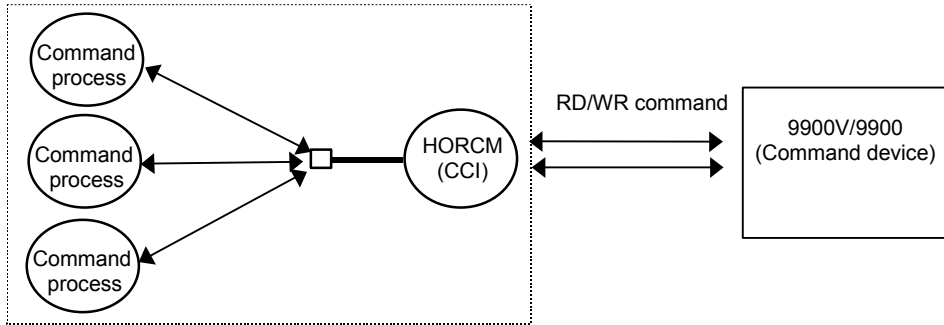 Command
process
Command
process
Command
process
HORCM
(CCI)
RD/WR command
9900V/9900
(Command device)